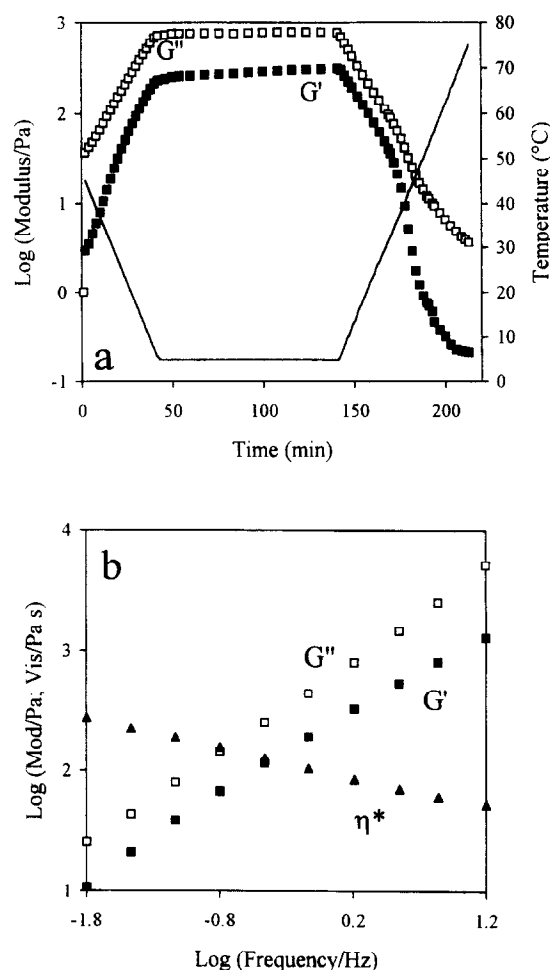 3
2
1
0
-1
Log (Modulus/Pa)
G''
G'
a
80
70
60
50
40
30
20
10
0
Temperature (°C)
0
50
100
150
200
Time (min)
b
4
3
2
1
Log (Mod/Pa; Vis/Pa s)
G''
G'
η*
-1.8
-0.8
0.2
1.2
Log (Frequency/Hz)